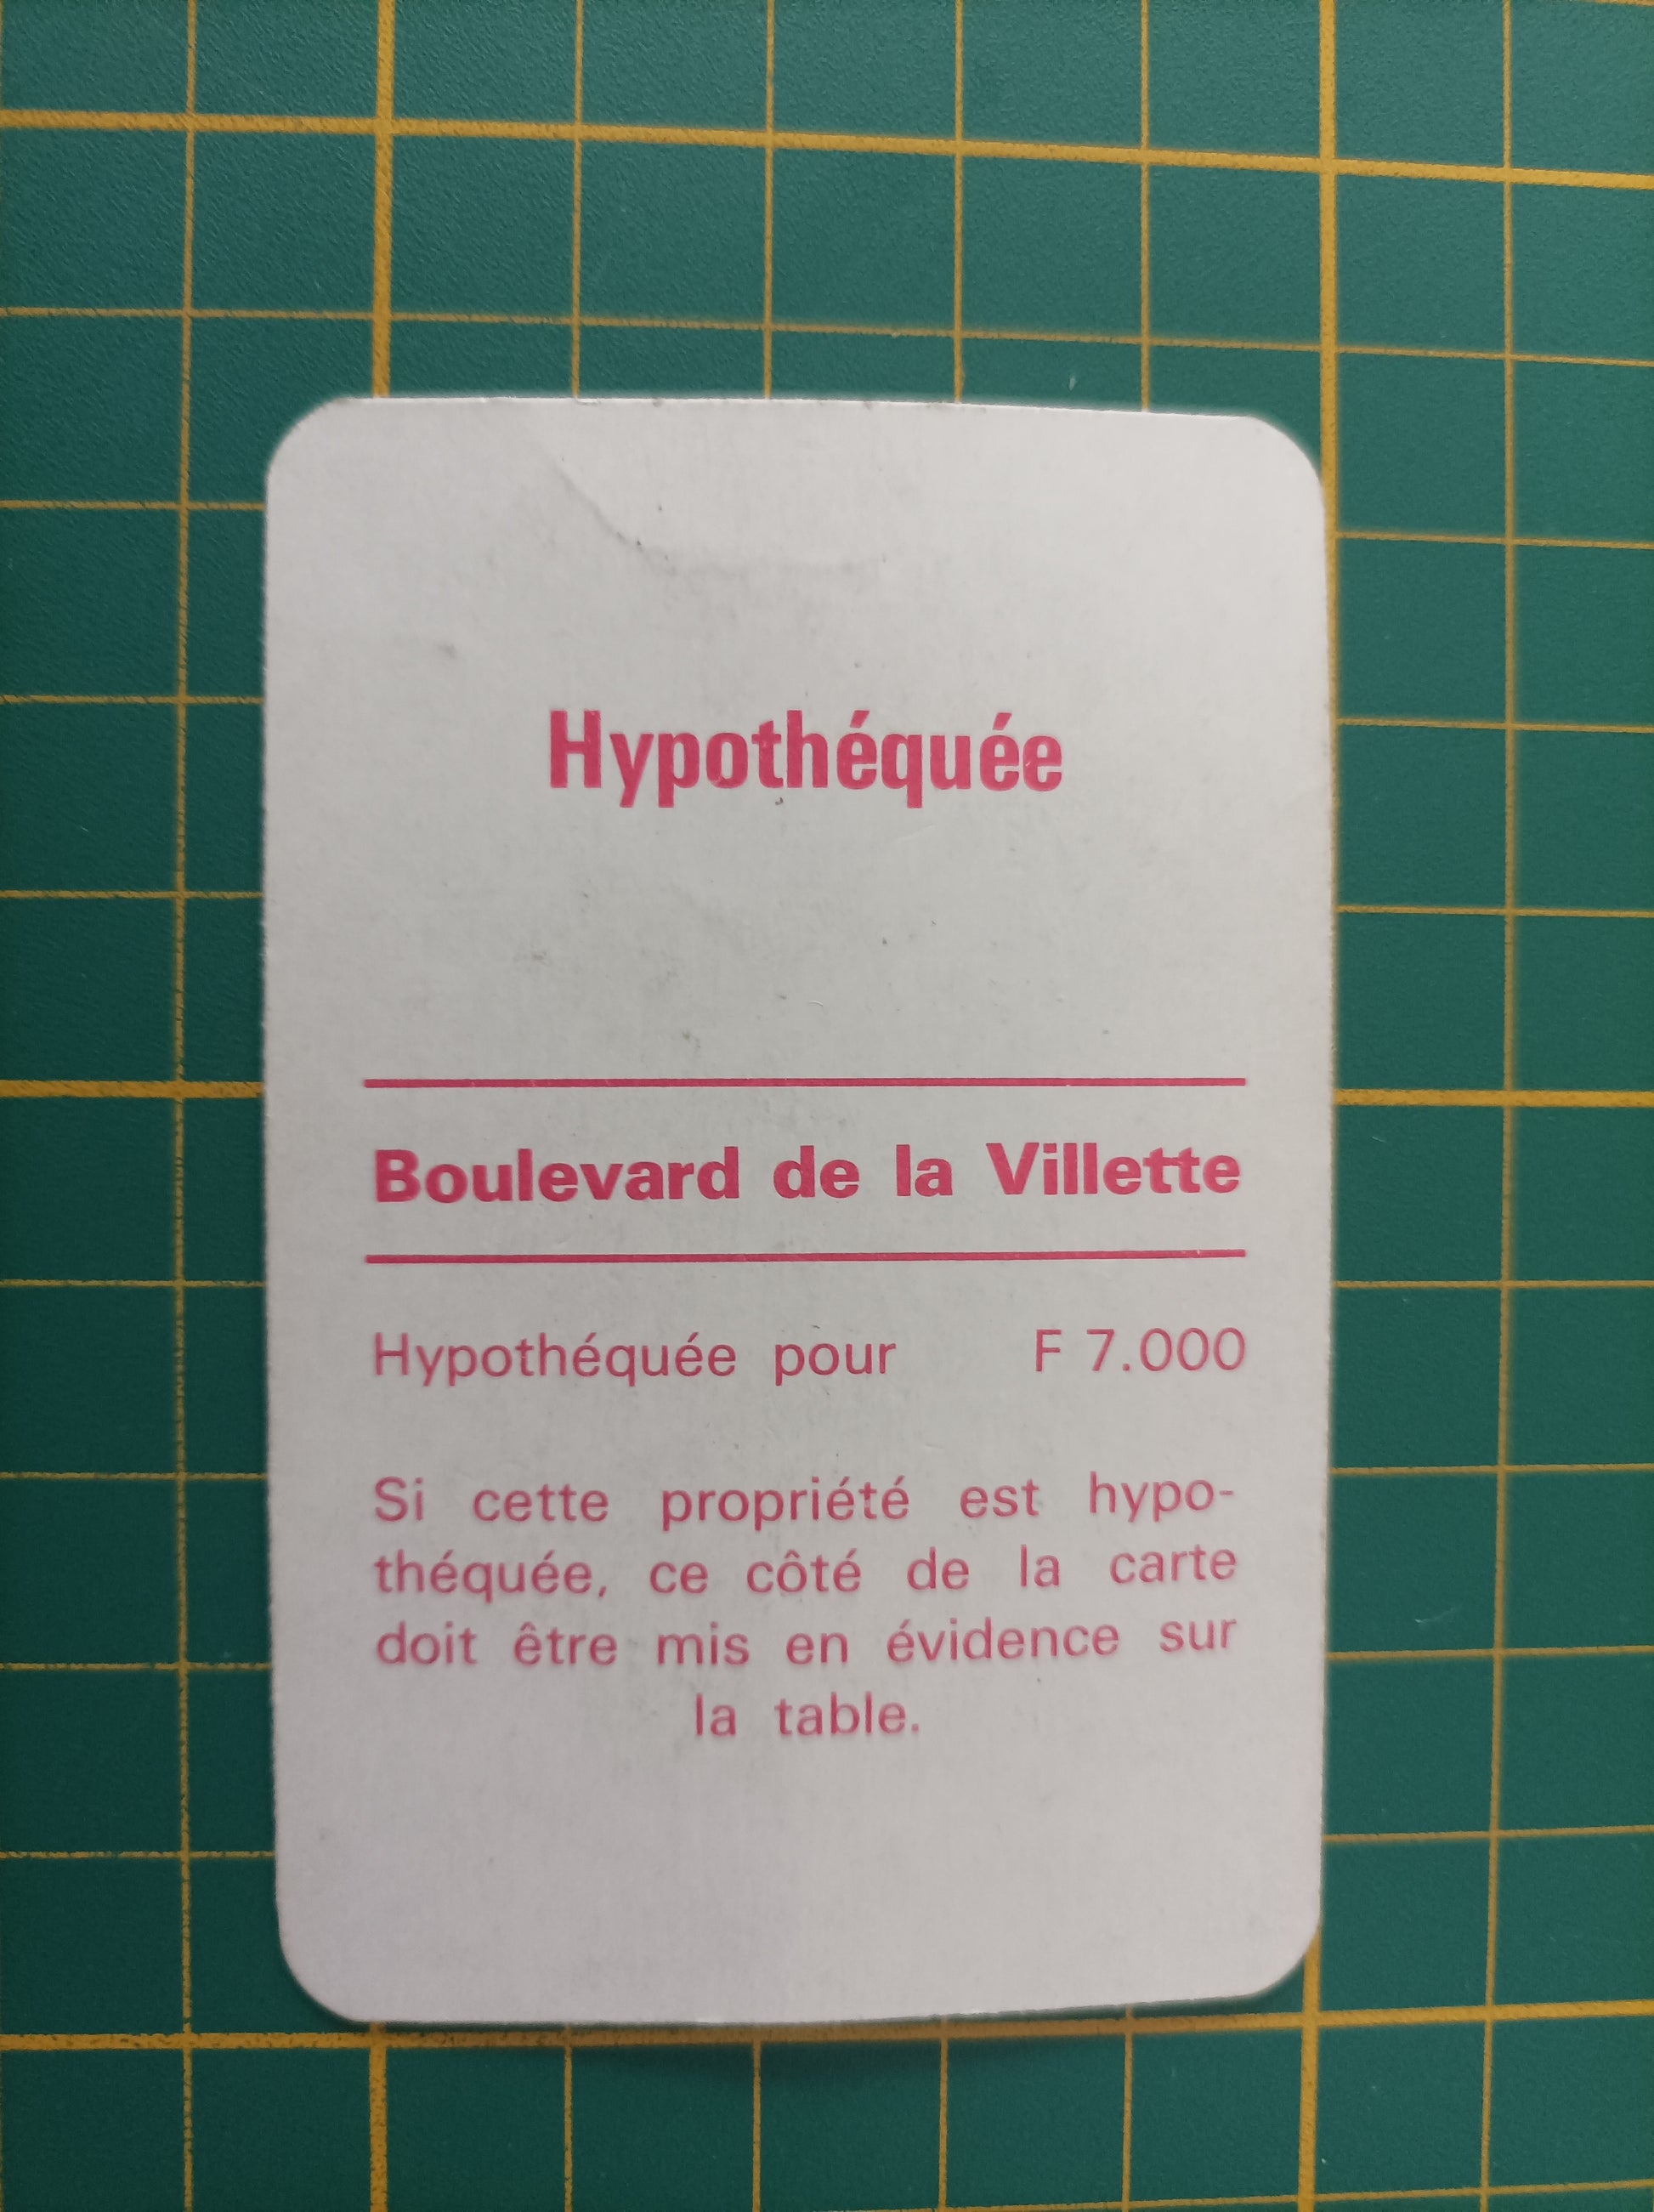 Hypothéquée
Boulevard de la Villette
Hypothéquée pour F 7.000
Si cette propriété est hypo-
théquée, ce côté de la carte
doit être mis en évidence sur
la table.